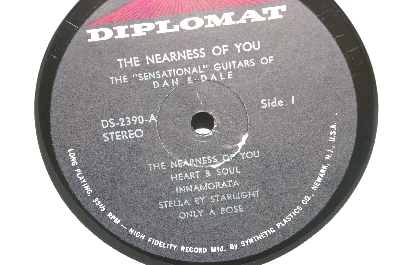 DIPLOMAT
THE NEARNESS OF YOU
THE "SENSATIONAL" GUITARS OF
DAN & DALE
DS-2390-A
STEREO
Side 1
THE NEARNESS OF YOU
HEART & SOUL
INNAMORATA
STELLA BY STARLIGHT
ONLY A ROSE
LONG PLAYING, 33⅓ RPM — HIGH FIDELITY RECORD Mfd. By SYNTHETIC PLASTICS CO. NEWARK, N.J., U.S.A.